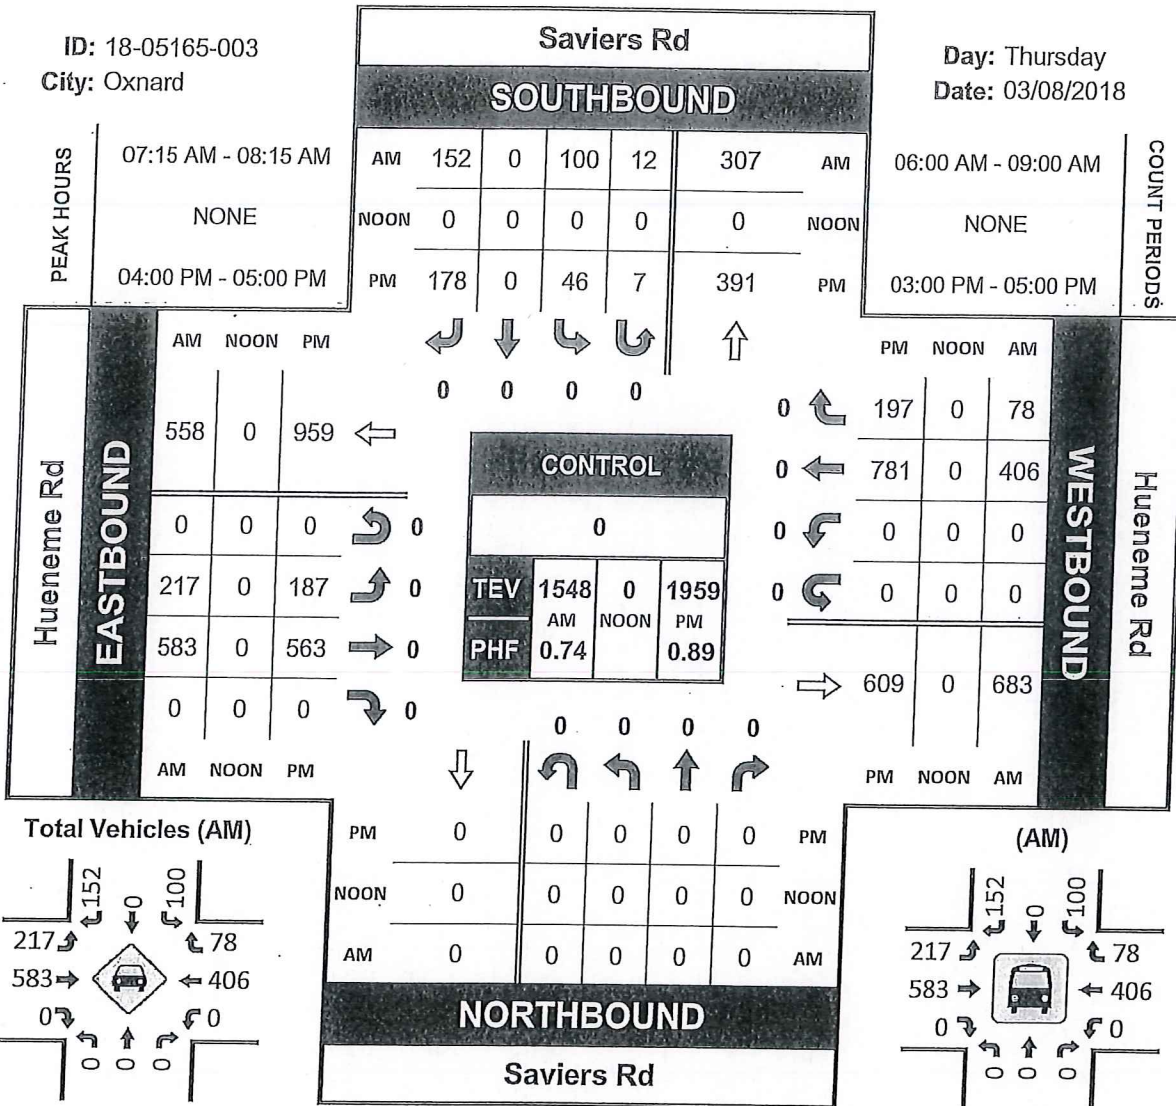 ID: 18-05165-003
City: Oxnard
Saviers Rd
Day: Thursday
Date: 03/08/2018
SOUTHBOUND
PEAK HOURS
07:15 AM - 08:15 AM
NONE
04:00 PM - 05:00 PM
AM 152 0 100 12 307 AM
NOON 0 0 0 0 0 NOON
PM 178 0 46 7 391 PM
0 0 0 0
COUNT PERIODS
06:00 AM - 09:00 AM
NONE
03:00 PM - 05:00 PM
Hueneme Rd
EASTBOUND
AM NOON PM
558 0 959
0 0 0 0
217 0 187 0
583 0 563 0
0 0 0 0
AM NOON PM
CONTROL
0
TEV 1548 0 1959
AM NOON PM
PHF 0.74 0.89
PM NOON AM
0 197 0 78
0 781 0 406
0 0 0 0
0 0 0 0
609 0 683
PM NOON AM
WESTBOUND
Hueneme Rd
0 0 0 0
PM 0 0 0 0 0 PM
NOON 0 0 0 0 0 NOON
AM 0 0 0 0 0 AM
NORTHBOUND
Saviers Rd
Total Vehicles (AM)
152 0 100
217 78
583 406
0 0
0 0 0
(AM)
152 0 100
217 78
583 406
0 0
0 0 0